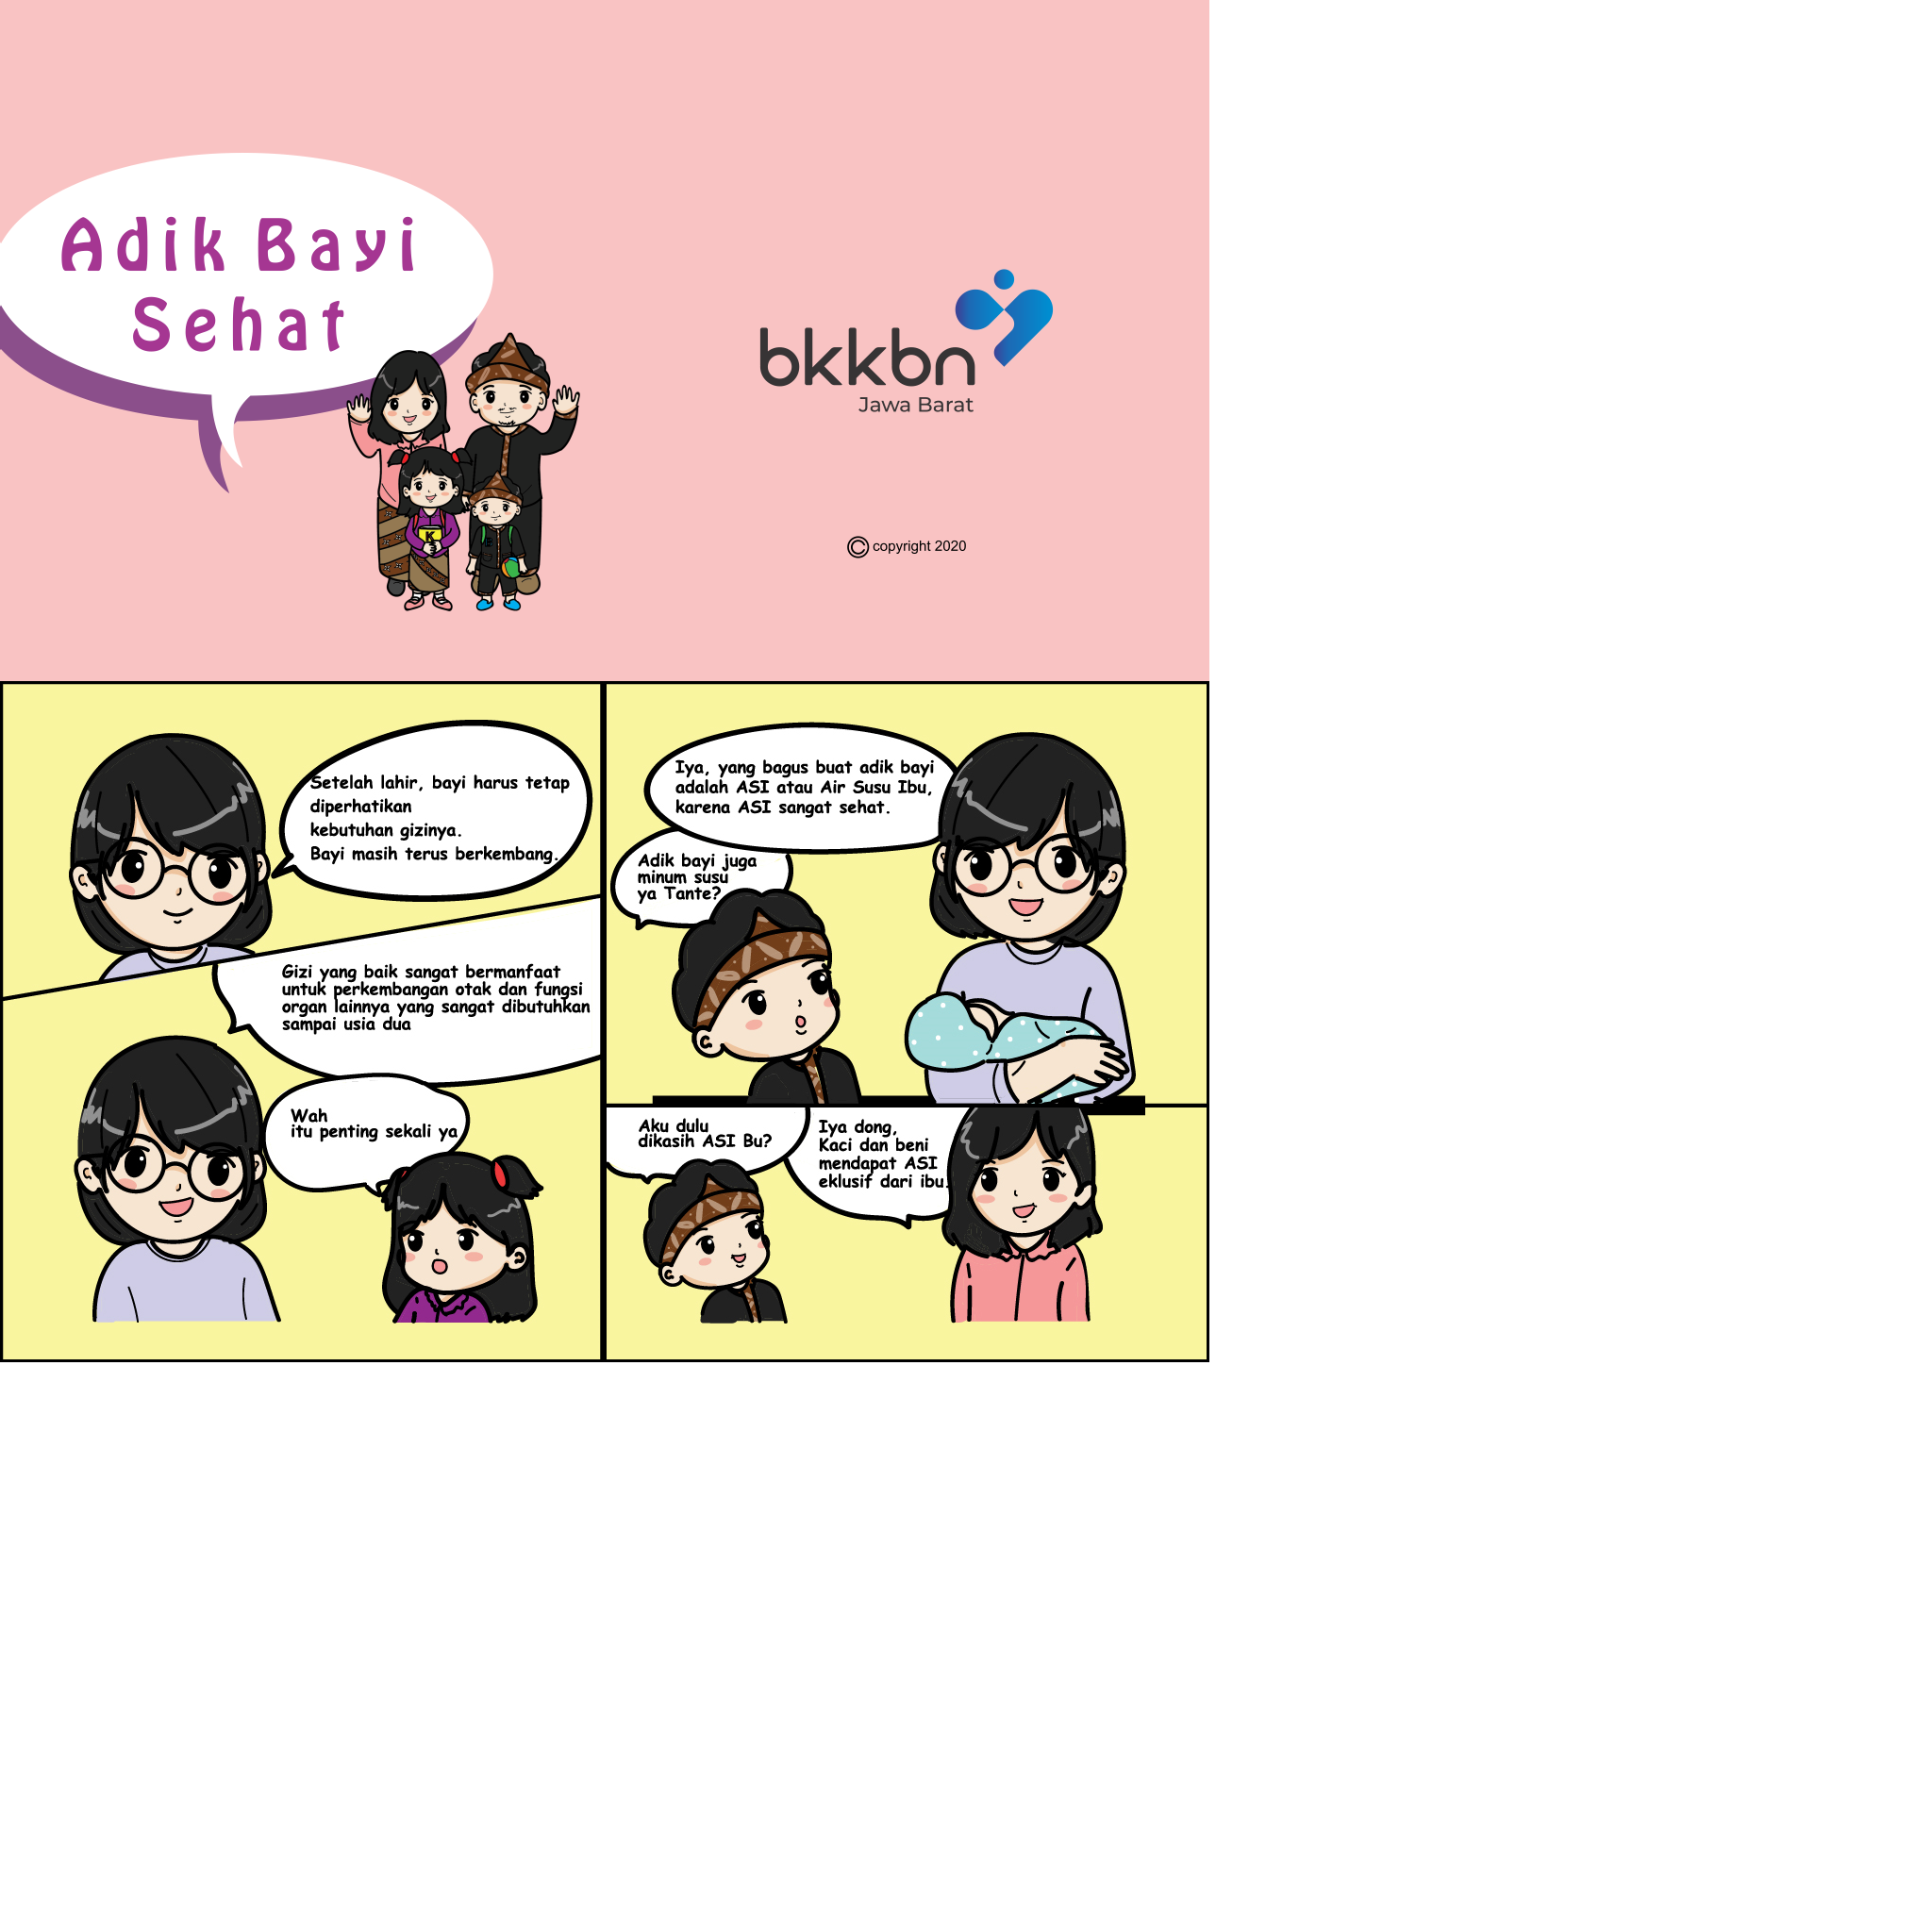 Adik Bayi
Sehat
K
bkkbn
Jawa Barat
© copyright 2020
Setelah lahir, bayi harus tetap
diperhatikan
kebutuhan gizinya.
Bayi masih terus berkembang.
Gizi yang baik sangat bermanfaat
untuk perkembangan otak dan fungsi
organ lainnya yang sangat dibutuhkan
sampai usia dua
Wah
itu penting sekali ya
Iya, yang bagus buat adik bayi
adalah ASI atau Air Susu Ibu,
karena ASI sangat sehat.
Adik bayi juga
minum susu
ya Tante?
Aku dulu
dikasih ASI Bu?
Iya dong,
Kaci dan beni
mendapat ASI
eklusif dari ibu.